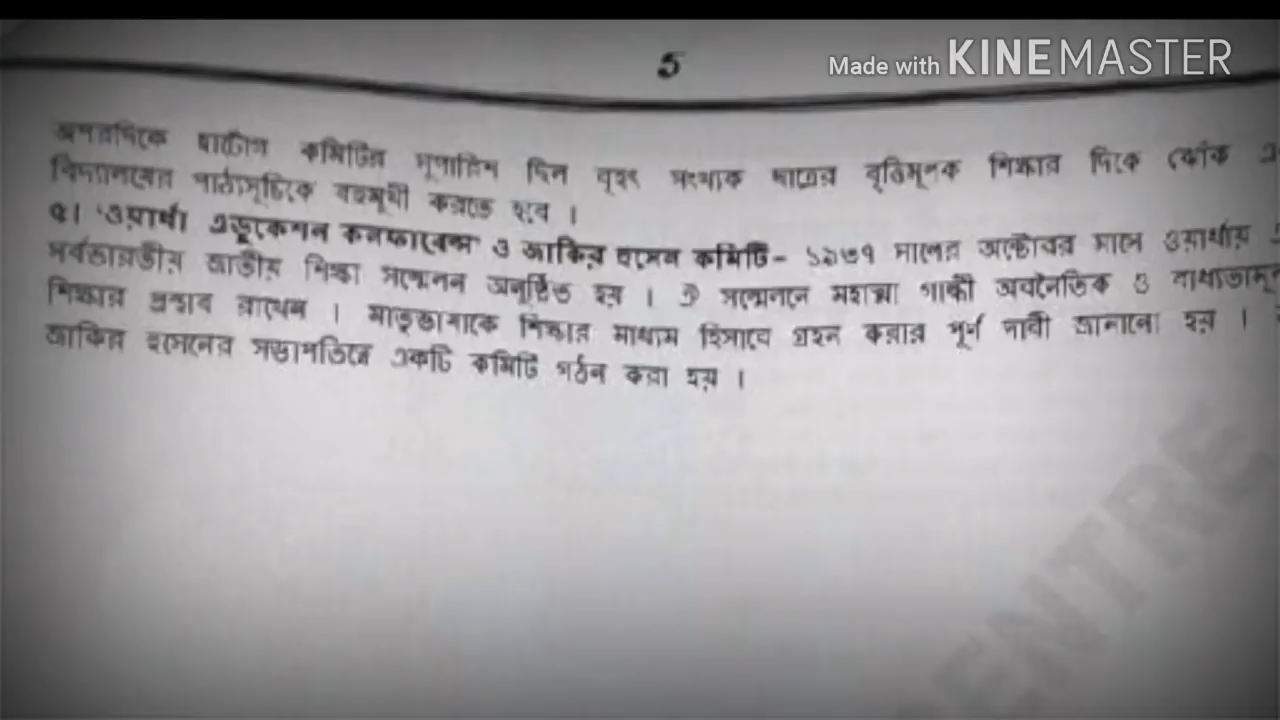 5
Made with KINEMASTER
অপরদিকে হার্টোগ কমিটির সুপারিশ ছিল বৃহৎ সংখ্যক ছাত্রের বৃত্তিমূলক শিক্ষার দিকে ঝোঁক
বিদ্যালয়ের পাঠ্যসূচিকে বহুমূখী করতে হবে ।
৫। 'ওয়ার্ধা এডুকেশন কনফারেন্স' ও জাকির হুসেন কমিটি- ১৯৩৭ সালের অক্টোবর মাসে ওয়ার্ধায়
সর্বভারতীয় জাতীয় শিক্ষা সম্মেলন অনুষ্ঠিত হয় । ঐ সম্মেলনে মহাত্মা গান্ধী অবৈতনিক ও
শিক্ষার প্রস্তাব রাখেন । মাতৃভাষাকে শিক্ষার মাধ্যম হিসাবে গ্রহন করার পূর্ন দাবী জানানো হয় ।
জাকির হুসেনের সভাপতিত্বে একটি কমিটি গঠন করা হয় ।
ENTRE